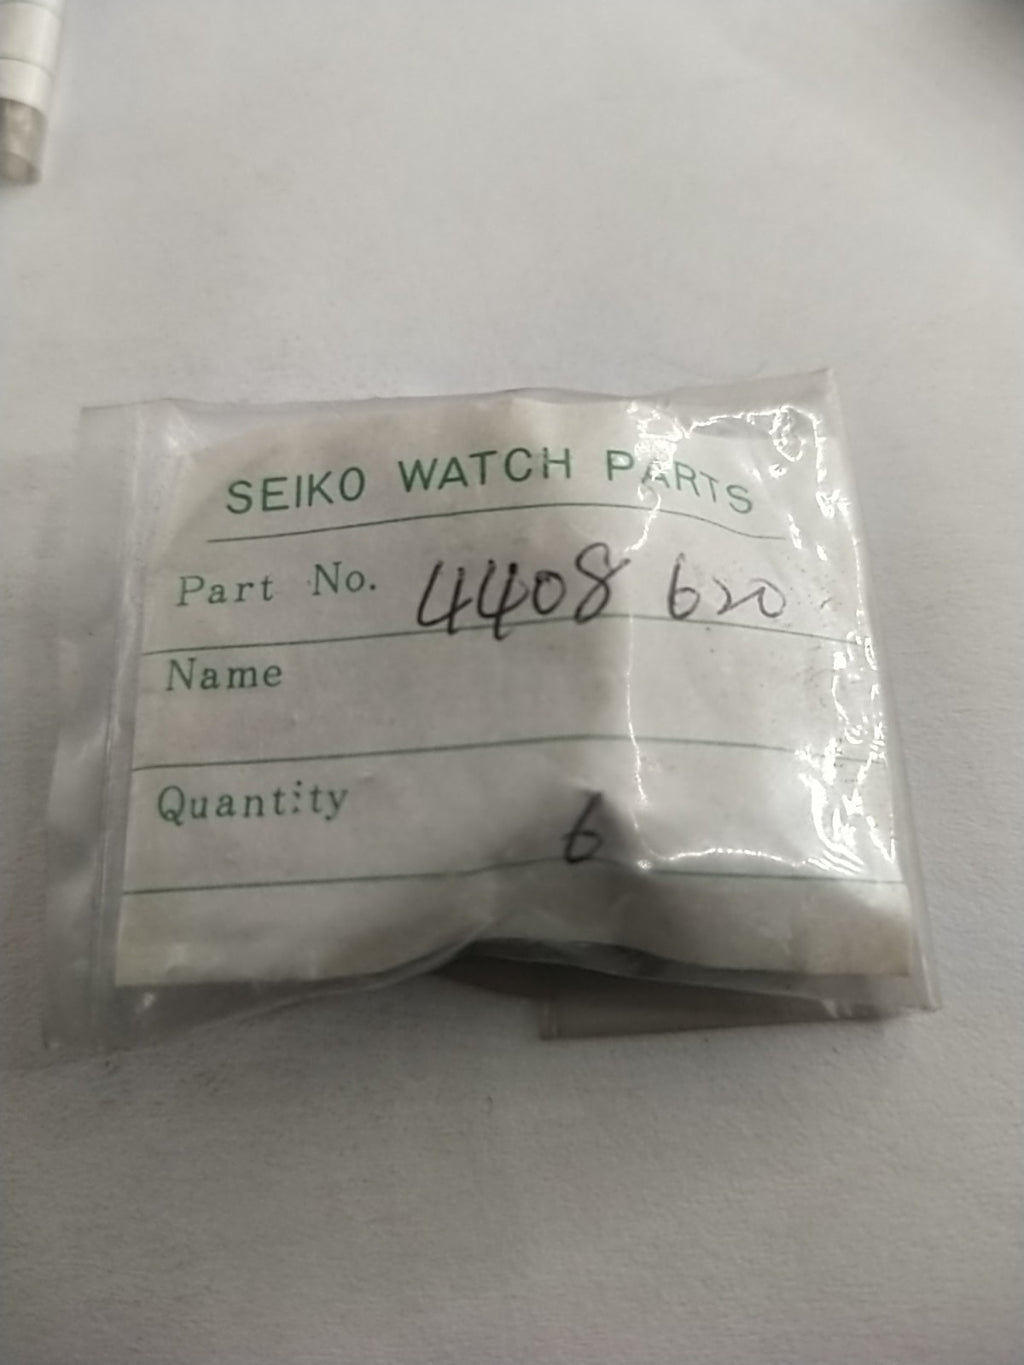 SEIKO WATCH PARTS
Part No. 4408 620
Name
Quantity 6